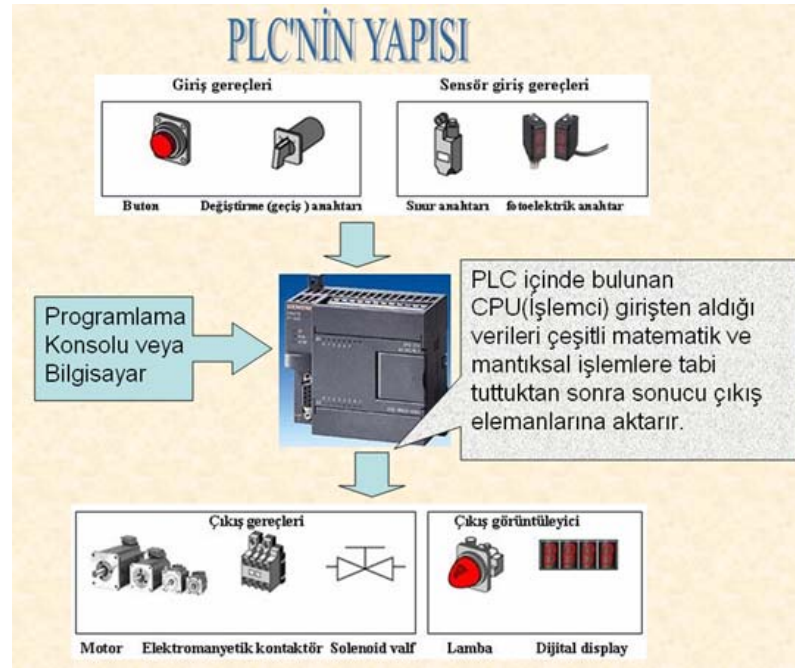 PLC'NİN YAPISI
Giriş gereçleri
Sensör giriş gereçleri
Buton
Değiştirme (geçiş ) anahtarı
Sınır anahtarı
fotoelektrik anahtar
Programlama
Konsolu veya
Bilgisayar
PLC içinde bulunan
CPU(İşlemci) girişten aldığı
verileri çeşitli matematik ve
mantıksal işlemlere tabi
tuttuktan sonra sonucu çıkış
elemanlarına aktarır.
SIEMENS
Çıkış gereçleri
Çıkış görüntüleyici
Motor
Elektromanyetik kontaktör
Solenoid valf
Lamba
Dijital display